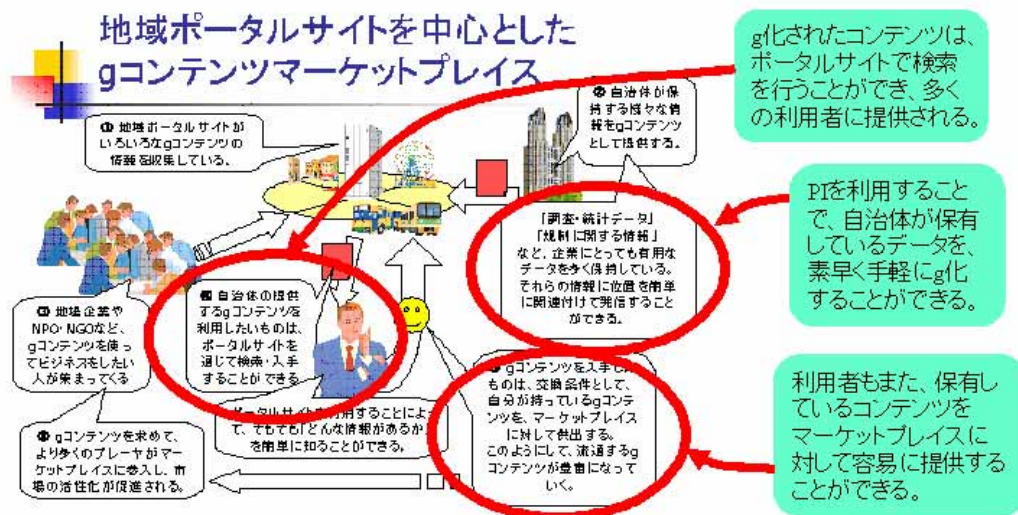 地域ポータルサイトを中心とした
gコンテンツマーケットプレイス
① 地域ポータルサイトが
いろいろなgコンテンツの
情報を収集している。
② 自治体が保
持する様々な情
報をgコンテンツ
として提供する。
「調査・統計データ」
「規制に関する情報」
など、企業にとっても有用な
データを多く保持している。
それらの情報に位置を簡単
に関連付けて発信すること
ができる。
③ 地場企業や
NPO・NGOなど、
gコンテンツを使っ
てビジネスをしたい
人が集まってくる
自治体の提供
するgコンテンツを
利用したいものは、
ポータルサイトを
通じて検索・入手
することができる
ポータルサイトを利用することによっ
て、そもそも「どんな情報があるか」
を簡単に知ることができる。
gコンテンツを入手した
ものは、交換条件として、
自分が持っているgコンテ
ンツを、マーケットプレイス
に対して供出する。
このようにして、流通するg
コンテンツが豊富になって
いく。
gコンテンツを求めて、
より多くのプレーヤがマー
ケットプレイスに参入し、市
場の活性化が促進される。
g化されたコンテンツは、
ポータルサイトで検索
を行うことができ、多く
の利用者に提供される。
PIを利用すること
で、自治体が保有
しているデータを、
素早く手軽にg化
することができる。
利用者もまた、保有し
ているコンテンツを
マーケットプレイスに
対して容易に提供する
ことができる。